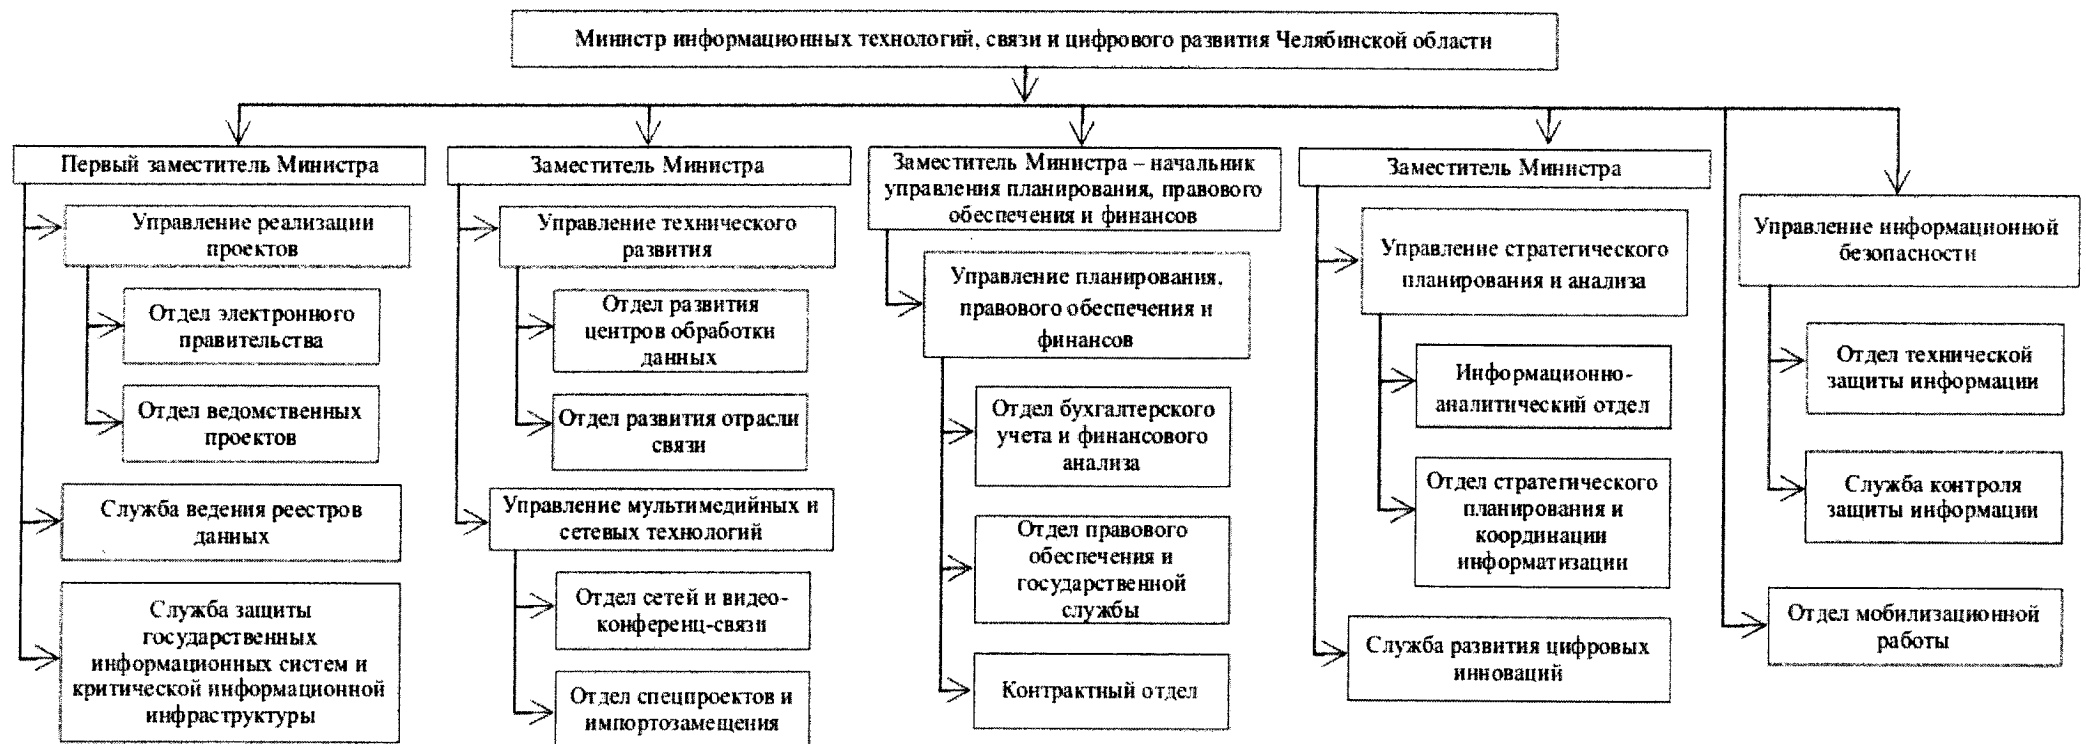 Министр информационных технологий, связи и цифрового развития Челябинской области
Первый заместитель Министра
Управление реализации
проектов
Отдел электронного
правительства
Отдел ведомственных
проектов
Служба ведения реестров
данных
Служба защиты
государственных
информационных систем и
критической информационной
инфраструктуры
Заместитель Министра
Управление технического
развития
Отдел развития
центров обработки
данных
Отдел развития отрасли
связи
Управление мультимедийных и
сетевых технологий
Отдел сетей и видео-
конференц-связи
Отдел спецпроектов и
импортозамещения
Заместитель Министра – начальник
управления планирования, правового
обеспечения и финансов
Управление планирования,
правового обеспечения и
финансов
Отдел бухгалтерского
учета и финансового
анализа
Отдел правового
обеспечения и
государственной
службы
Контрактный отдел
Заместитель Министра
Управление стратегического
планирования и анализа
Информационно-
аналитический отдел
Отдел стратегического
планирования и
координации
информатизации
Служба развития цифровых
инноваций
Управление информационной
безопасности
Отдел технической
защиты информации
Служба контроля
защиты информации
Отдел мобилизационной
работы